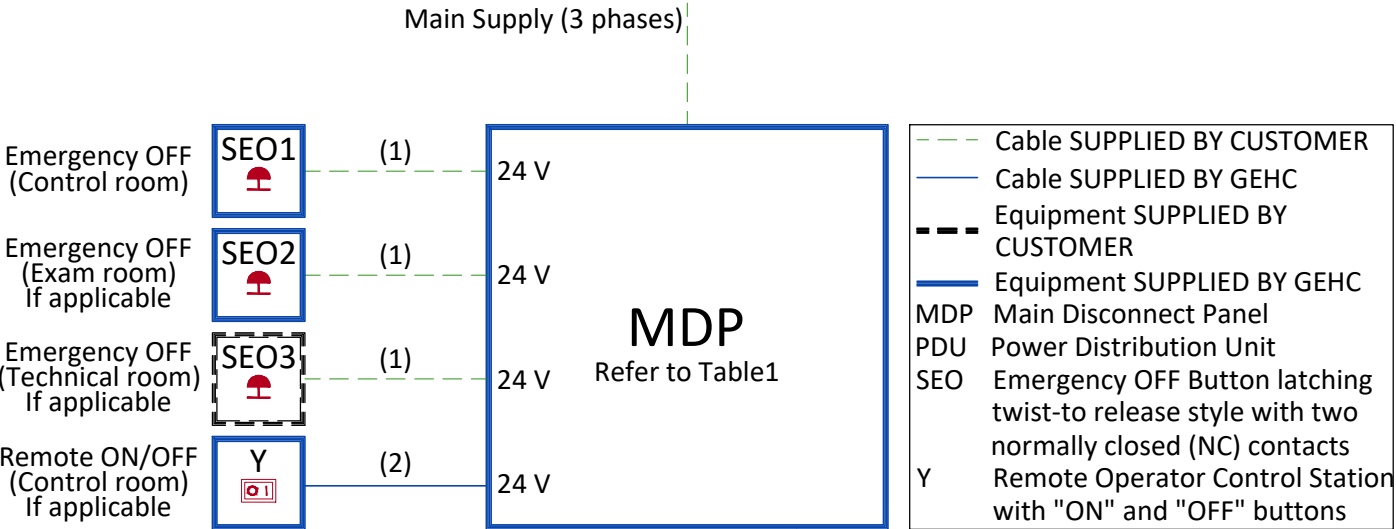 Main Supply (3 phases)
Emergency OFF
(Control room)
SEO1
(1)
24 V
Emergency OFF
(Exam room)
If applicable
SEO2
(1)
24 V
Emergency OFF
(Technical room)
If applicable
SEO3
(1)
24 V
Remote ON/OFF
(Control room)
If applicable
Y
(2)
24 V
MDP
Refer to Table1
Cable SUPPLIED BY CUSTOMER
Cable SUPPLIED BY GEHC
Equipment SUPPLIED BY
CUSTOMER
Equipment SUPPLIED BY GEHC
MDP Main Disconnect Panel
PDU Power Distribution Unit
SEO Emergency OFF Button latching
twist-to release style with two
normally closed (NC) contacts
Y Remote Operator Control Station
with "ON" and "OFF" buttons